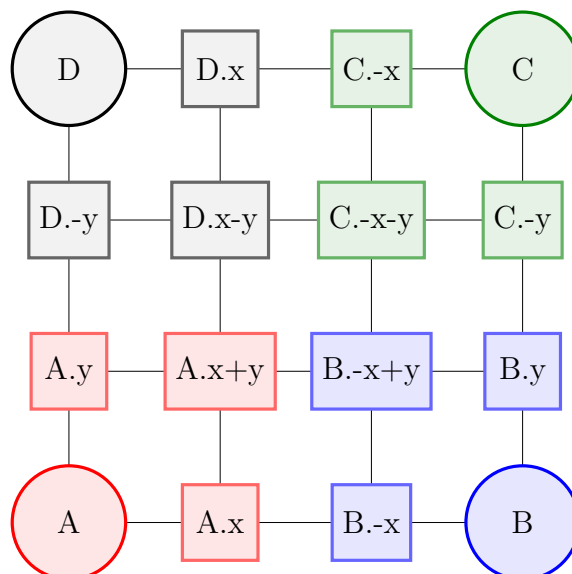 D D.x C.-x C
D.-y D.x-y C.-x-y C.-y
A.y A.x+y B.-x+y B.y
A A.x B.-x B